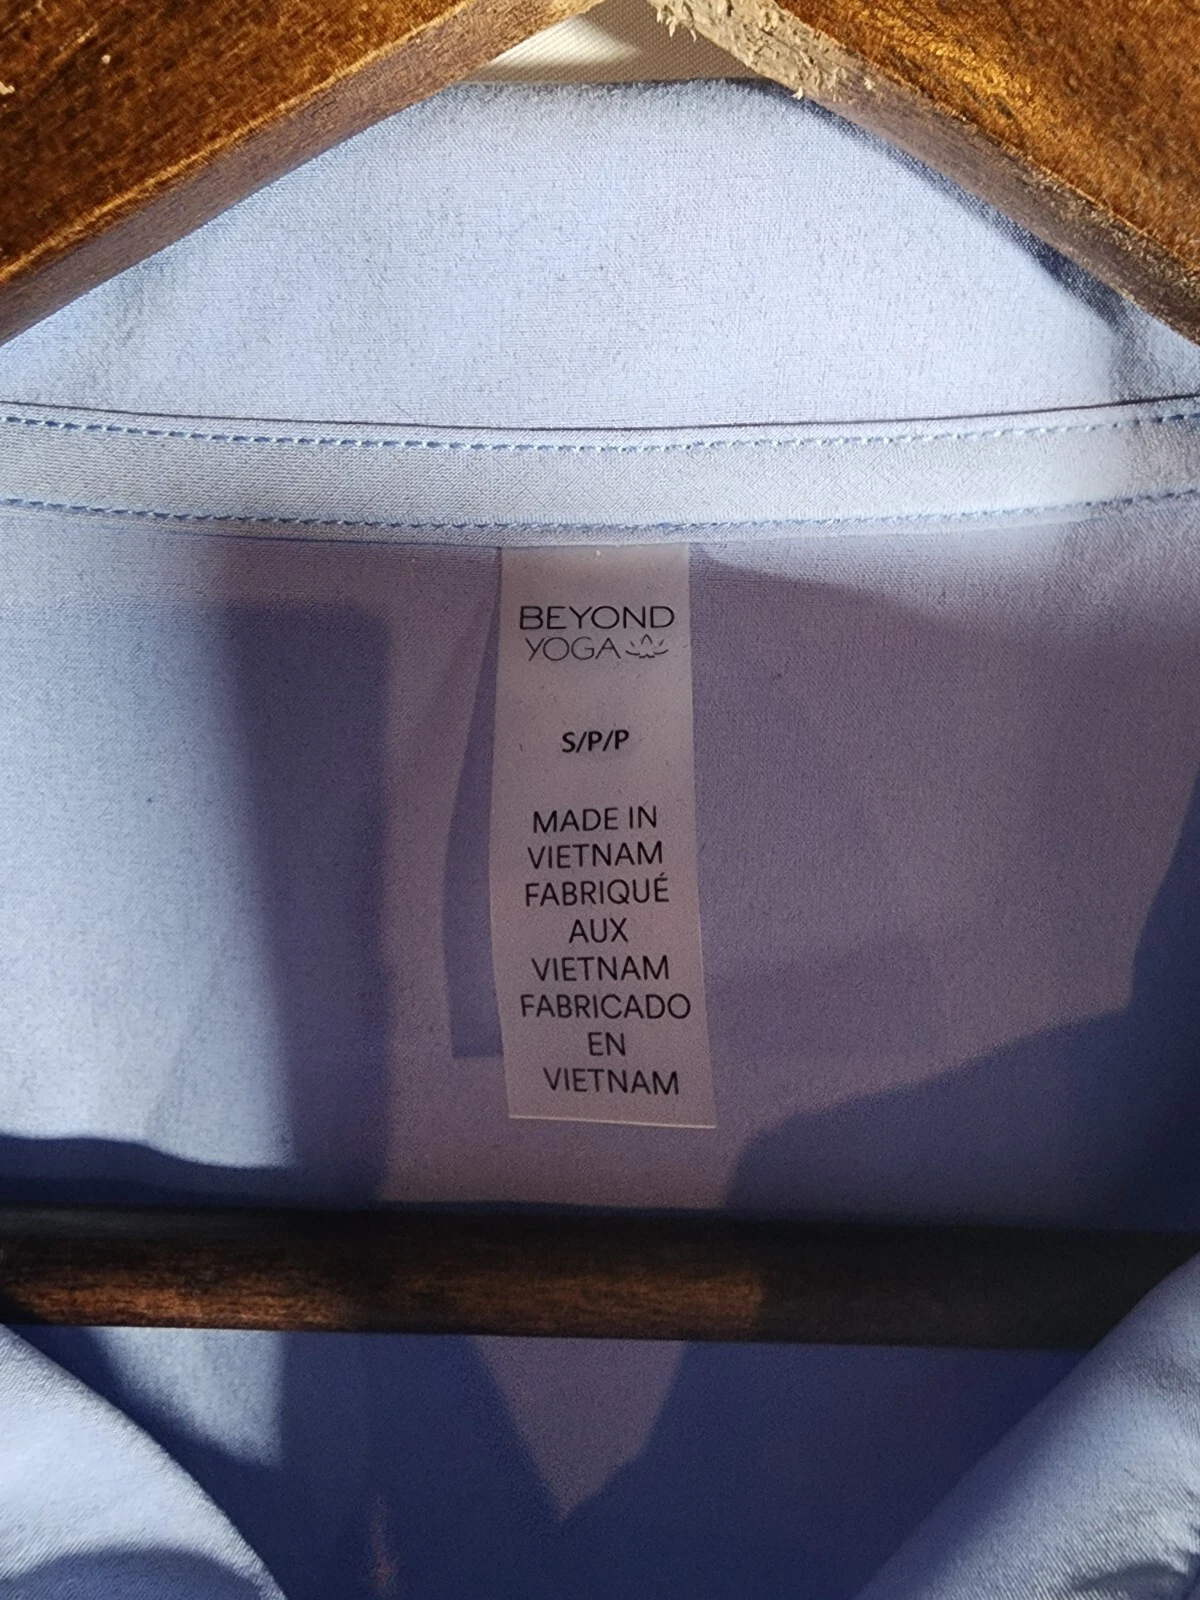 BEYOND
YOGA
S/P/P
MADE IN
VIETNAM
FABRIQUÉ
AUX
VIETNAM
FABRICADO
EN
VIETNAM